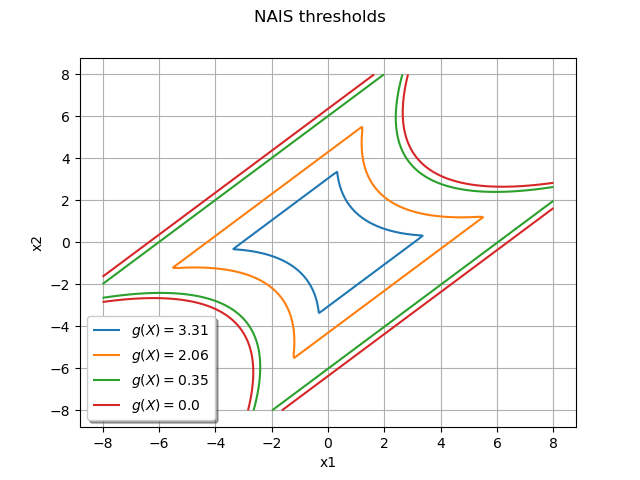 NAIS thresholds
x2
8
6
4
2
0
−2
−4
−6
−8
g(X) = 3.31
g(X) = 2.06
g(X) = 0.35
g(X) = 0.0
−8 −6 −4 −2 0 2 4 6 8
x1